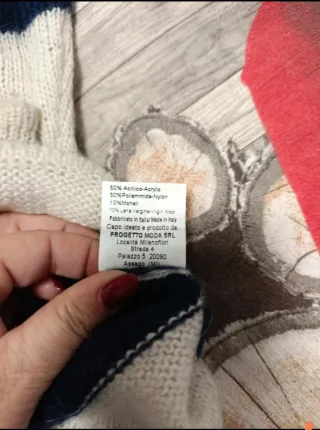 50% Acrilico-Acrylic
30%Poliammide-Nylon
10%Mohair
10% Lana Vergine-Virgin Wool
Fabbricato in Italia/ Made in Italy
Capo ideato e prodotto da:
PROGETTO MODA SRL
Località Milanofiori
Strada 4
Palazzo 5 20090
Assago (MI)